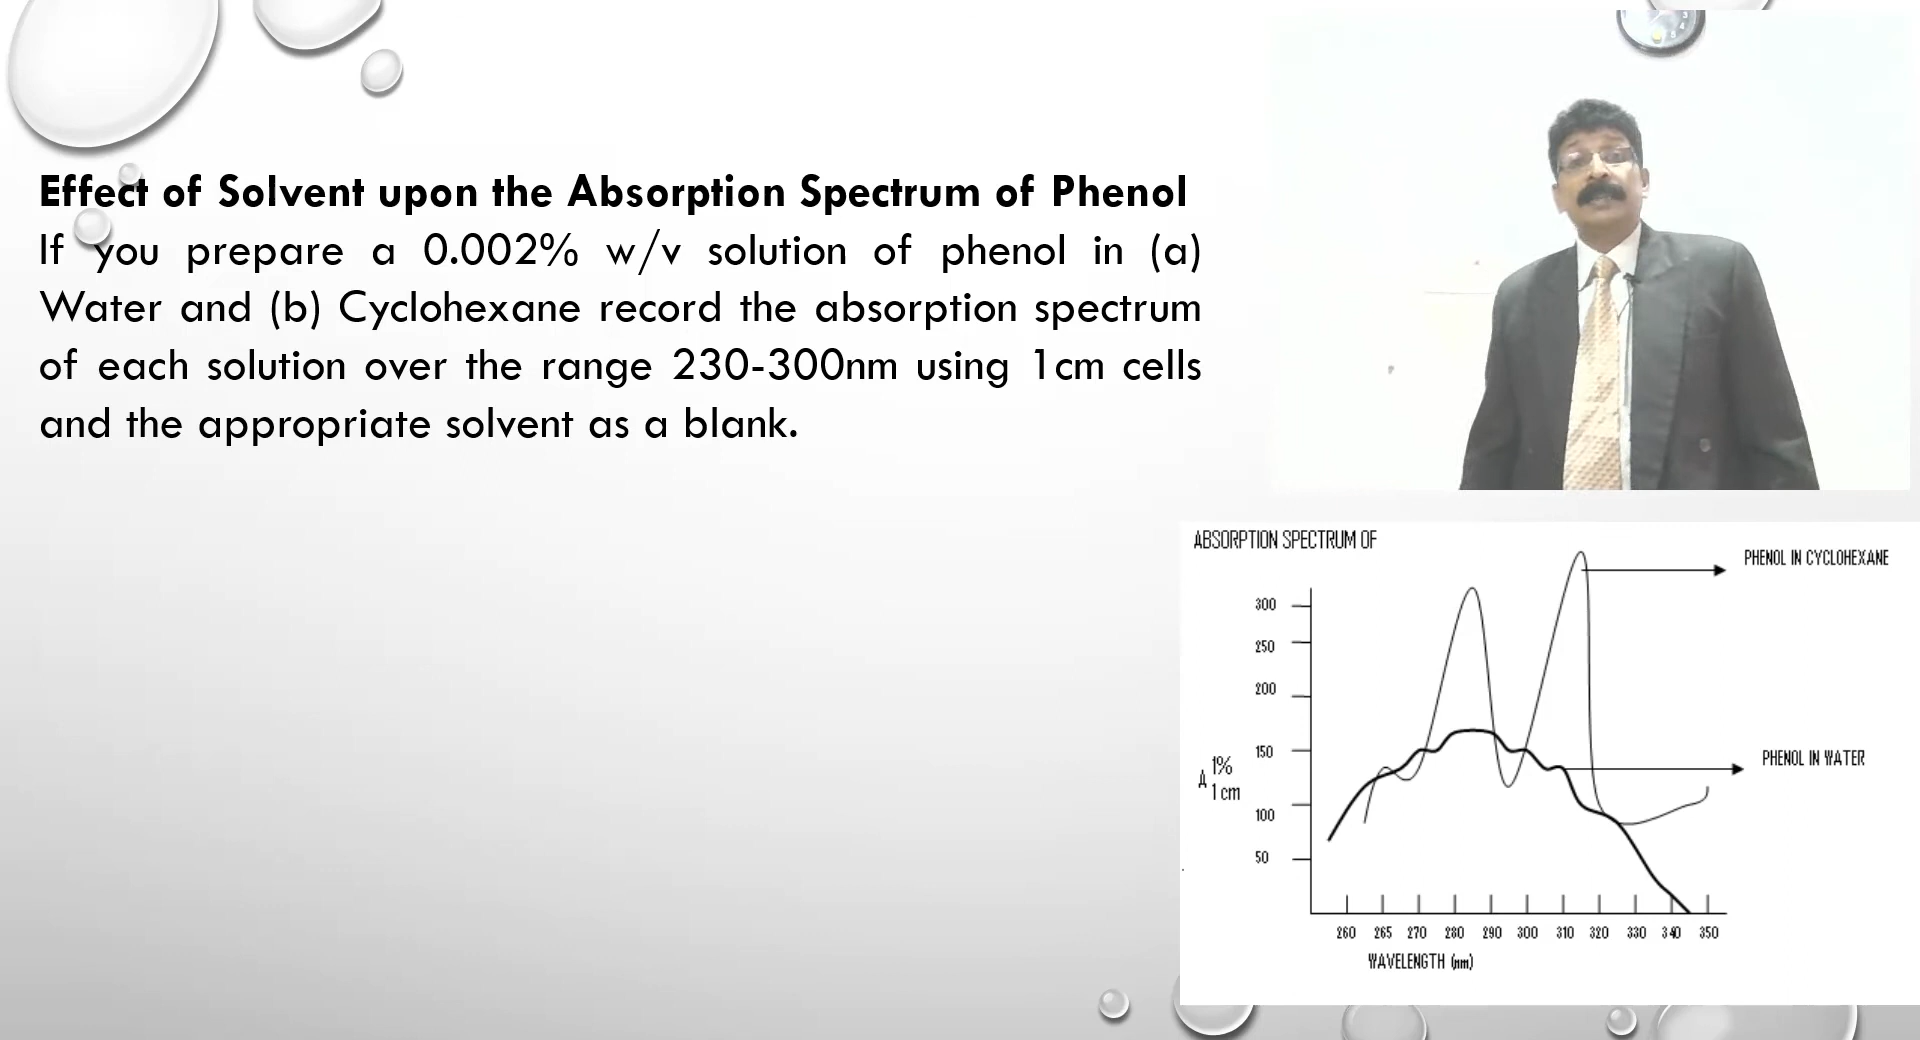 Effect of Solvent upon the Absorption Spectrum of Phenol
If you prepare a 0.002% w/v solution of phenol in (a)
Water and (b) Cyclohexane record the absorption spectrum
of each solution over the range 230-300nm using 1cm cells
and the appropriate solvent as a blank.
ABSORPTION SPECTRUM OF
PHENOL IN CYCLOHEXANE
300
250
200
150
PHENOL IN WATER
A 1% 1 cm
100
50
260 265 270 280 290 300 310 320 330 340 350
WAVELENGTH (nm)